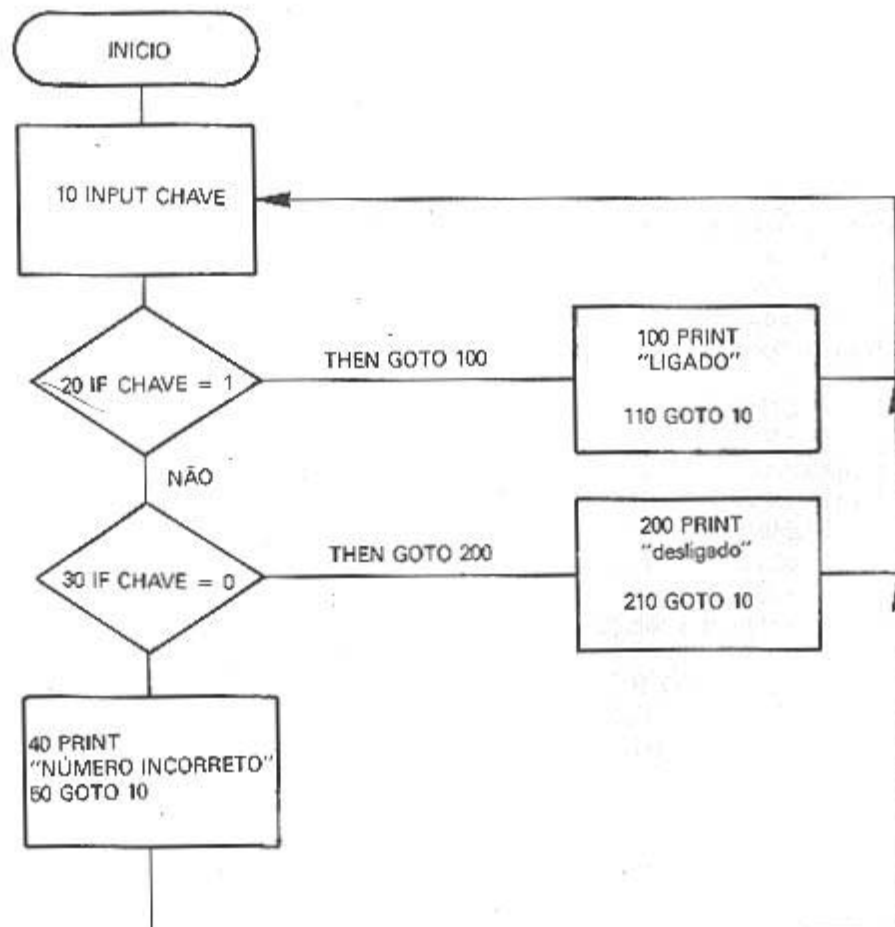 INICIO
10 INPUT CHAVE
20 IF CHAVE = 1
THEN GOTO 100
100 PRINT
"LIGADO"
110 GOTO 10
NÃO
30 IF CHAVE = 0
THEN GOTO 200
200 PRINT
"desligado"
210 GOTO 10
40 PRINT
"NÚMERO INCORRETO"
50 GOTO 10